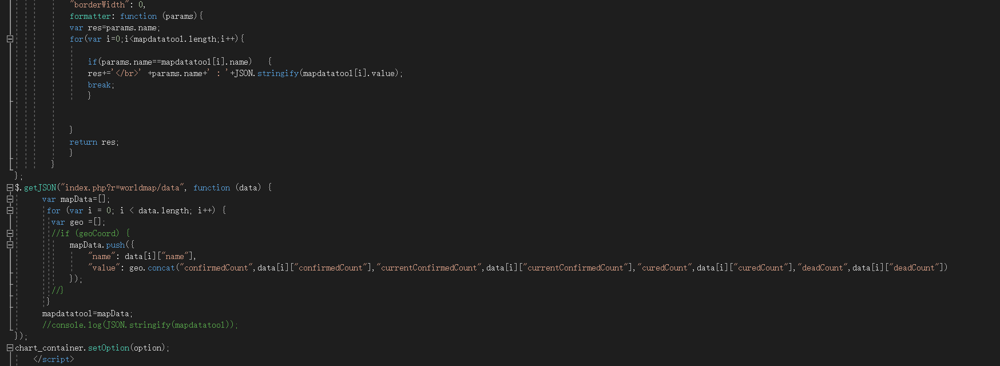 "borderWidth": 0,
formatter: function (params){
var res=params.name;
for(var i=0;i<mapdatatool.length;i++){
if(params.name==mapdatatool[i].name)   {
res+='</br>' +params.name+' : '+JSON.stringify(mapdatatool[i].value);
break;
}
}
return res;
}
}
};
$.getJSON("index.php?r=worldmap/data", function (data) {
var mapData=[];
for (var i = 0; i < data.length; i++) {
var geo =[];
//if (geoCoord) {
mapData.push({
"name": data[i]["name"],
"value": geo.concat("confirmedCount",data[i]["confirmedCount"],"currentConfirmedCount",data[i]["currentConfirmedCount"],"curedCount",data[i]["curedCount"],"deadCount",data[i]["deadCount"])
});
//}
}
mapdatatool=mapData;
//console.log(JSON.stringify(mapdatatool));
});
chart_container.setOption(option);
</script>